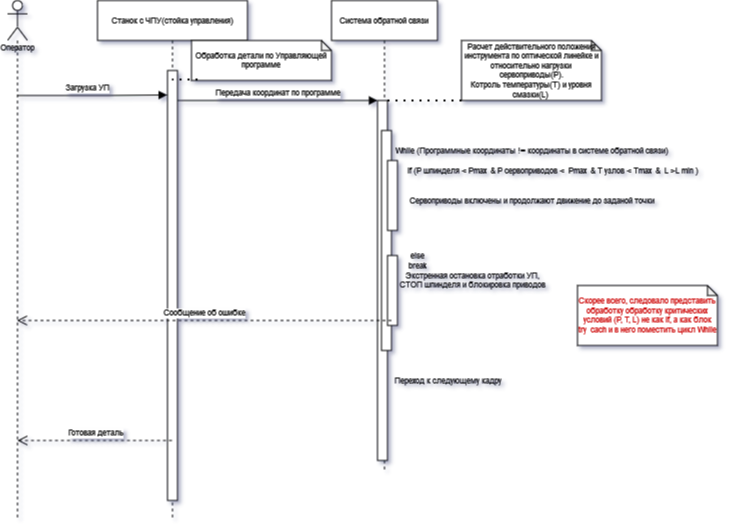 Станок с ЧПУ(стойка управления)
Система обратной связи
Оператор
Обработка детали по Управляющей
программе
Расчет действительного положения
инструмента по оптической линейке и
относительно нагрузки
сервоприводы(P).
Котроль температуры(T) и уровня
смазки(L)
Загрузка УП
Передача координат по программе
While (Программные координаты != координаты в системе обратной связи)
If (P шпинделя < Pmax & P сервоприводов < Pmax & T узлов < Tmax & L >L min )
Сервоприводы включены и продолжают движение до заданой точки
else
break
Экстренная остановка отработки УП,
СТОП шпинделя и блокировка приводов
Скорее всего, следовало представить
обработку обработку критических
условий (P, T, L) не как if, а как блок
try cach и в него поместить цикл While
Сообщение об ошибке
Переход к следующему кадру
Готовая деталь